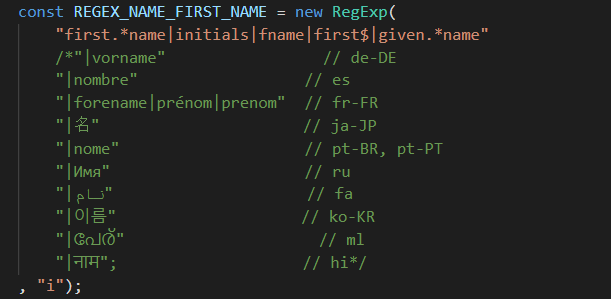 const REGEX_NAME_FIRST_NAME = new RegExp(
"first.*name|initials|fname|first$|given.*name"
/*"|vorname" // de-DE
"|nombre" // es
"|forename|prénom|prenom" // fr-FR
"|名" // ja-JP
"|nome" // pt-BR, pt-PT
"|Имя" // ru
"|نام" // fa
"|이름" // ko-KR
"|പേര്" // ml
"|नाम"; // hi*/
, "i");